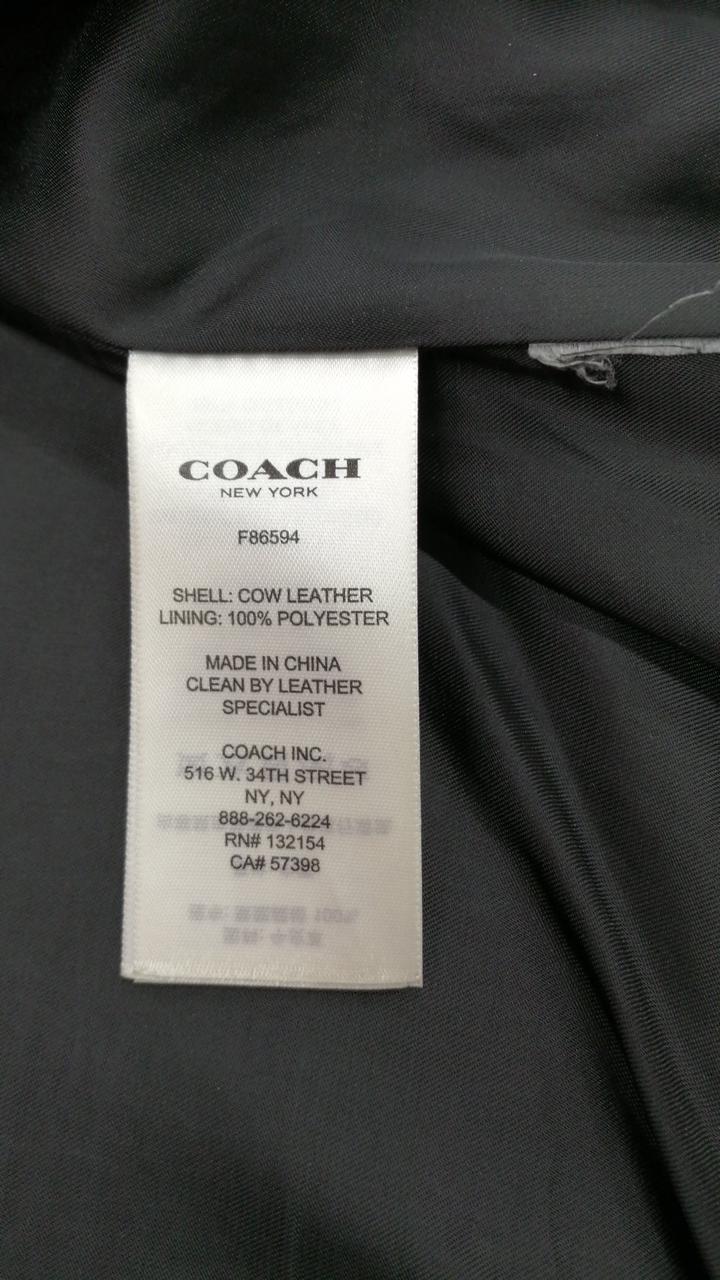 COACH
NEW YORK
F86594
SHELL: COW LEATHER
LINING: 100% POLYESTER
MADE IN CHINA
CLEAN BY LEATHER
SPECIALIST
COACH INC.
516 W. 34TH STREET
NY, NY
888-262-6224
RN# 132154
CA# 57398